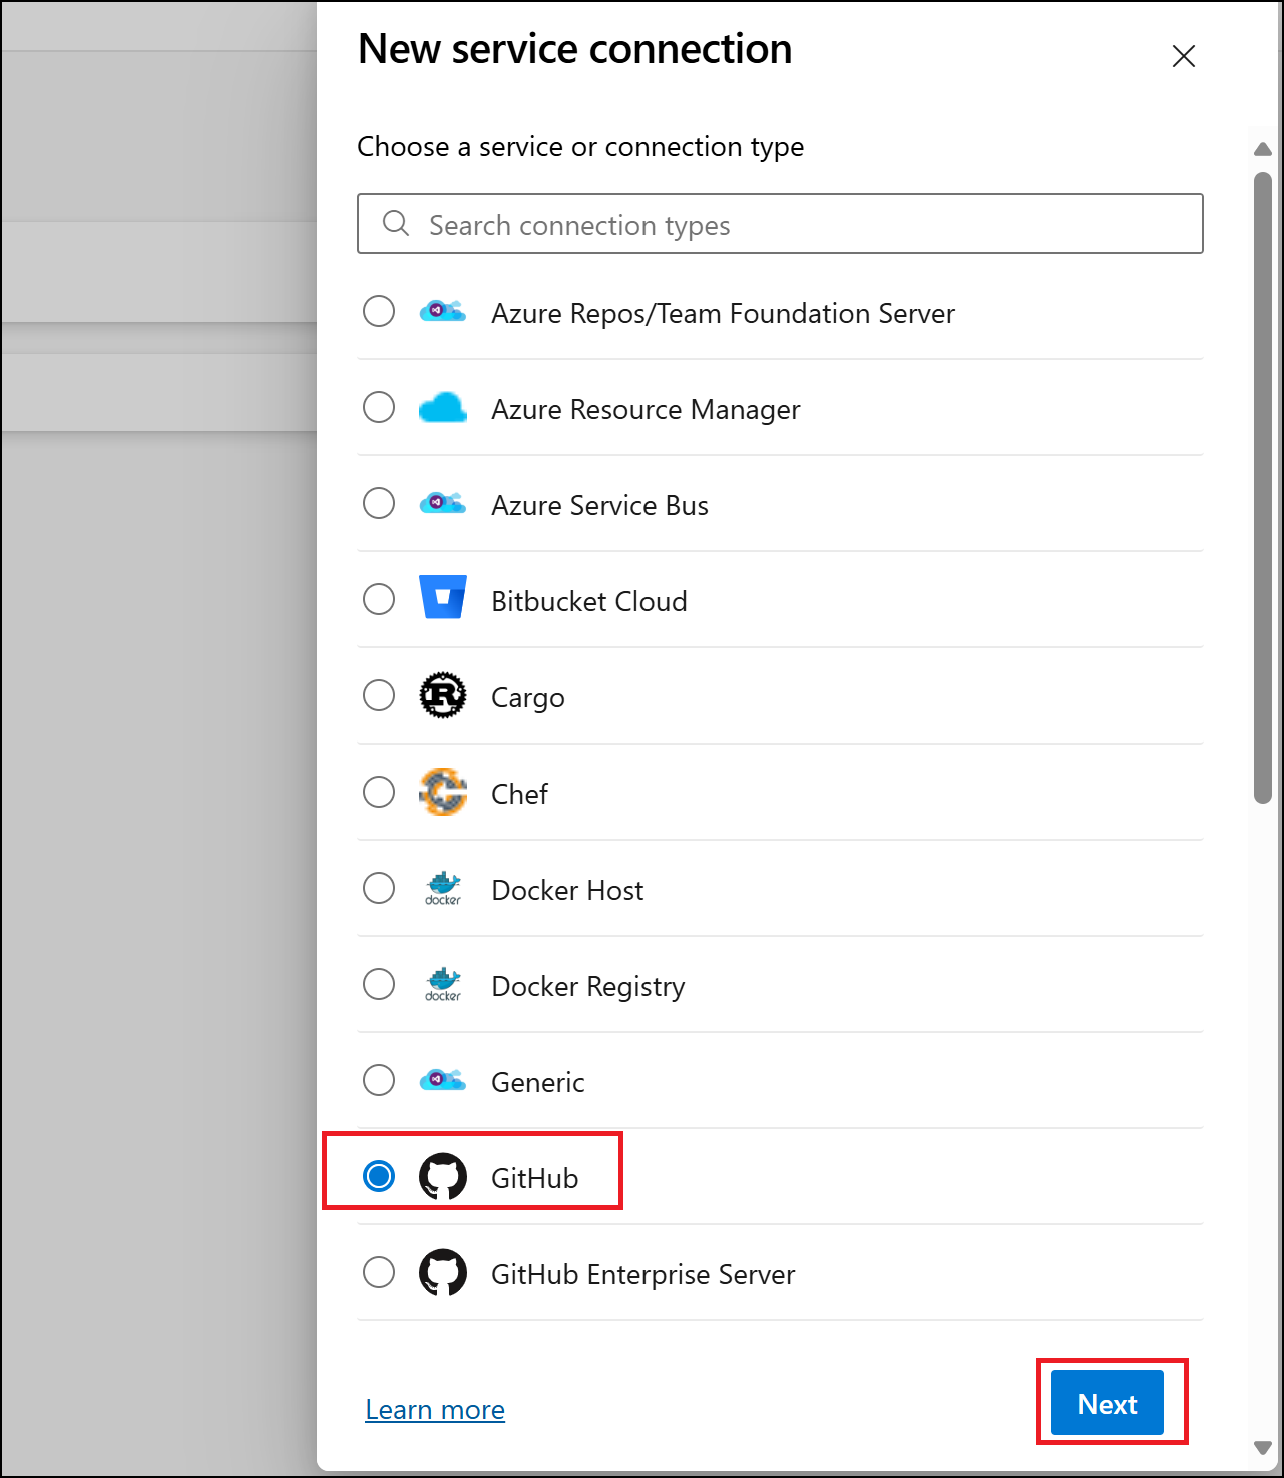 New service connection
Choose a service or connection type
Search connection types
Azure Repos/Team Foundation Server
Azure Resource Manager
Azure Service Bus
Bitbucket Cloud
R
Cargo
Chef
docker
Docker Host
docker
Docker Registry
Generic
GitHub
GitHub Enterprise Server
Learn more
Next